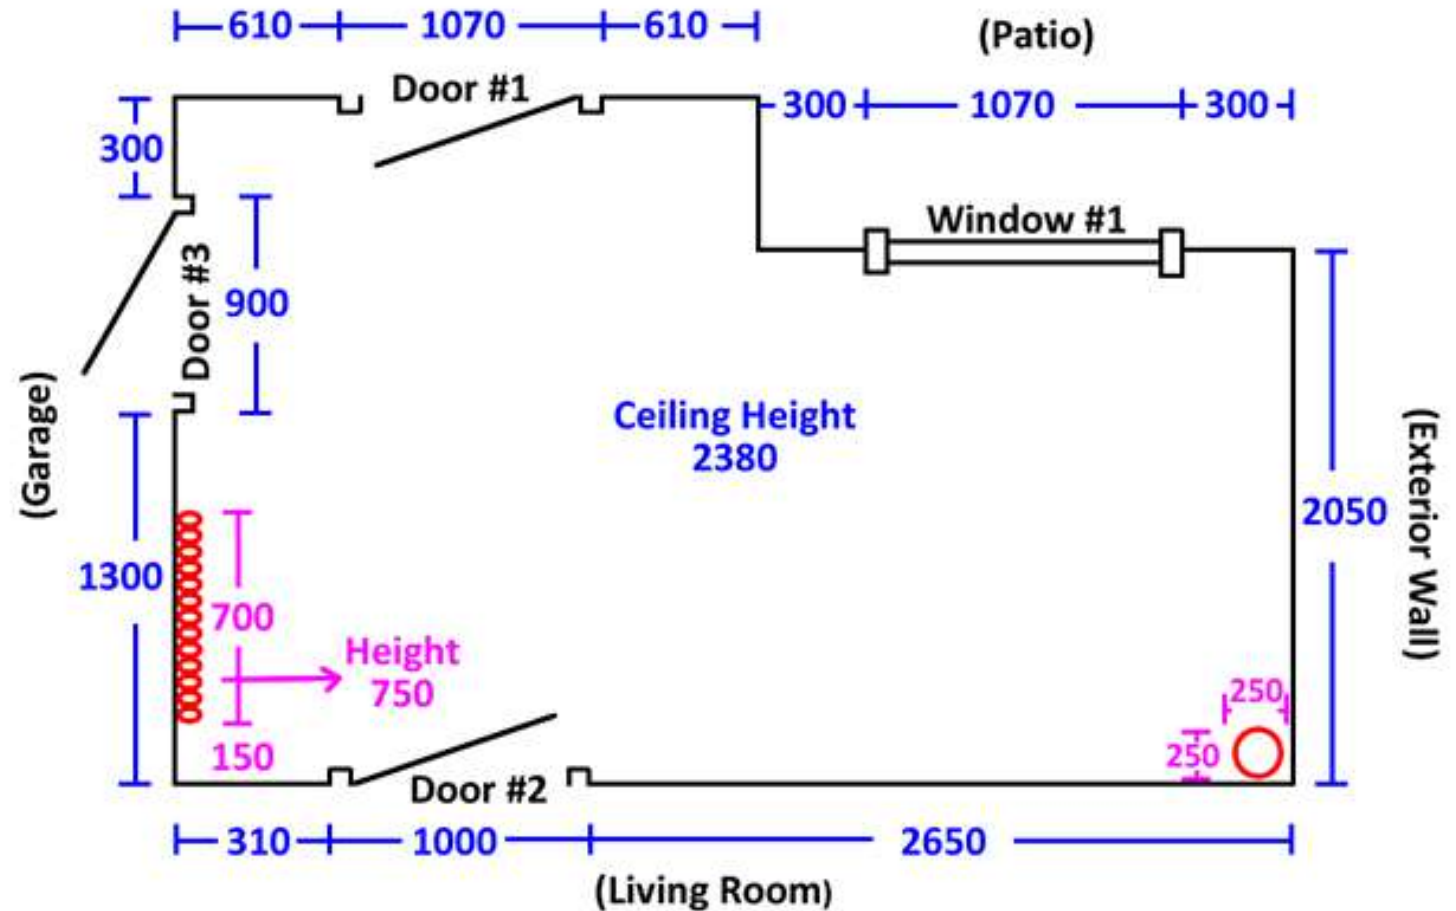 610 1070 610
(Patio)
Door #1
300 1070 300
300
Window #1
Door #3
900
(Garage)
Ceiling Height
2380
(Exterior Wall)
2050
1300
700
Height
750
250
150
250
Door #2
310 1000 2650
(Living Room)